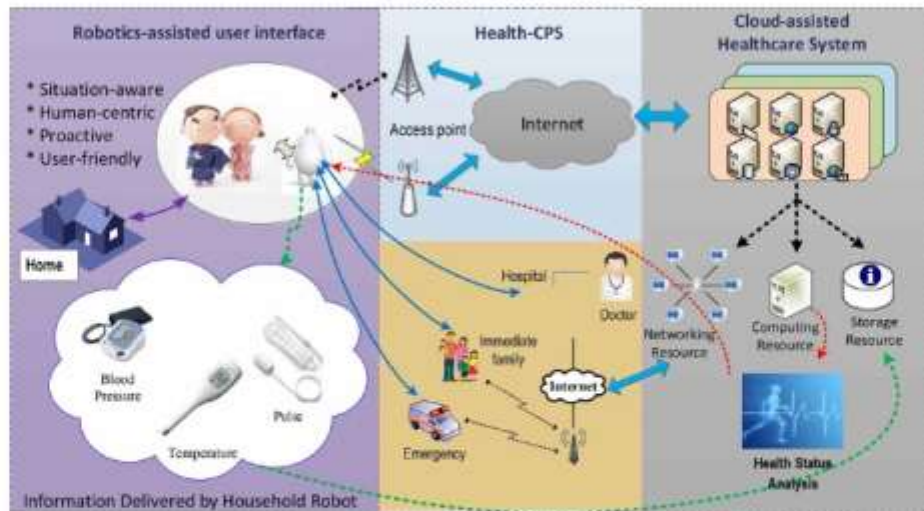 Robotics-assisted user interface
* Situation-aware
* Human-centric
* Proactive
* User-friendly
Home
Blood
Pressure
Temperature
Pulse
Information Delivered by Household Robot
Health-CPS
Access point
Internet
Hospital
Doctor
Immediate
family
Internet
Emergency
Cloud-assisted
Healthcare System
Networking
Resource
Computing
Resource
Storage
Resource
Health Status
Analysis